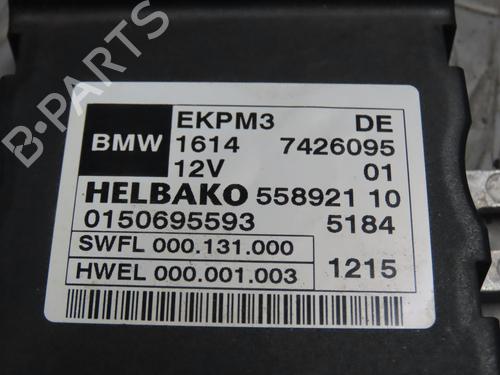 B-PARTS
EKPM3 DE
BMW 1614 7426095
12V 01
HELBAKO 558921 10
0150695593 5184
SWFL 000.131.000
HWEL 000.001.003 1215